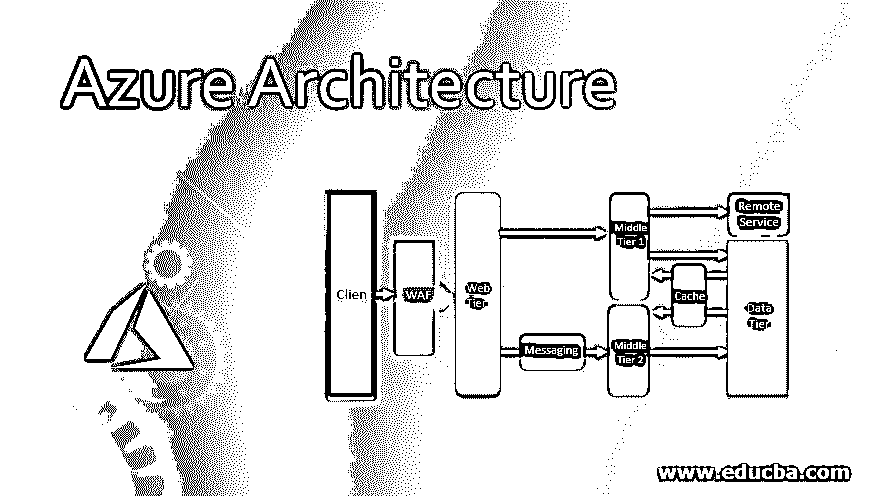 Azure Architecture
Clien
WAF
Web
Tier
Messaging
Middle
Tier 1
Middle
Tier 2
Cache
Remote
Service
Data
Tier
www.educba.com